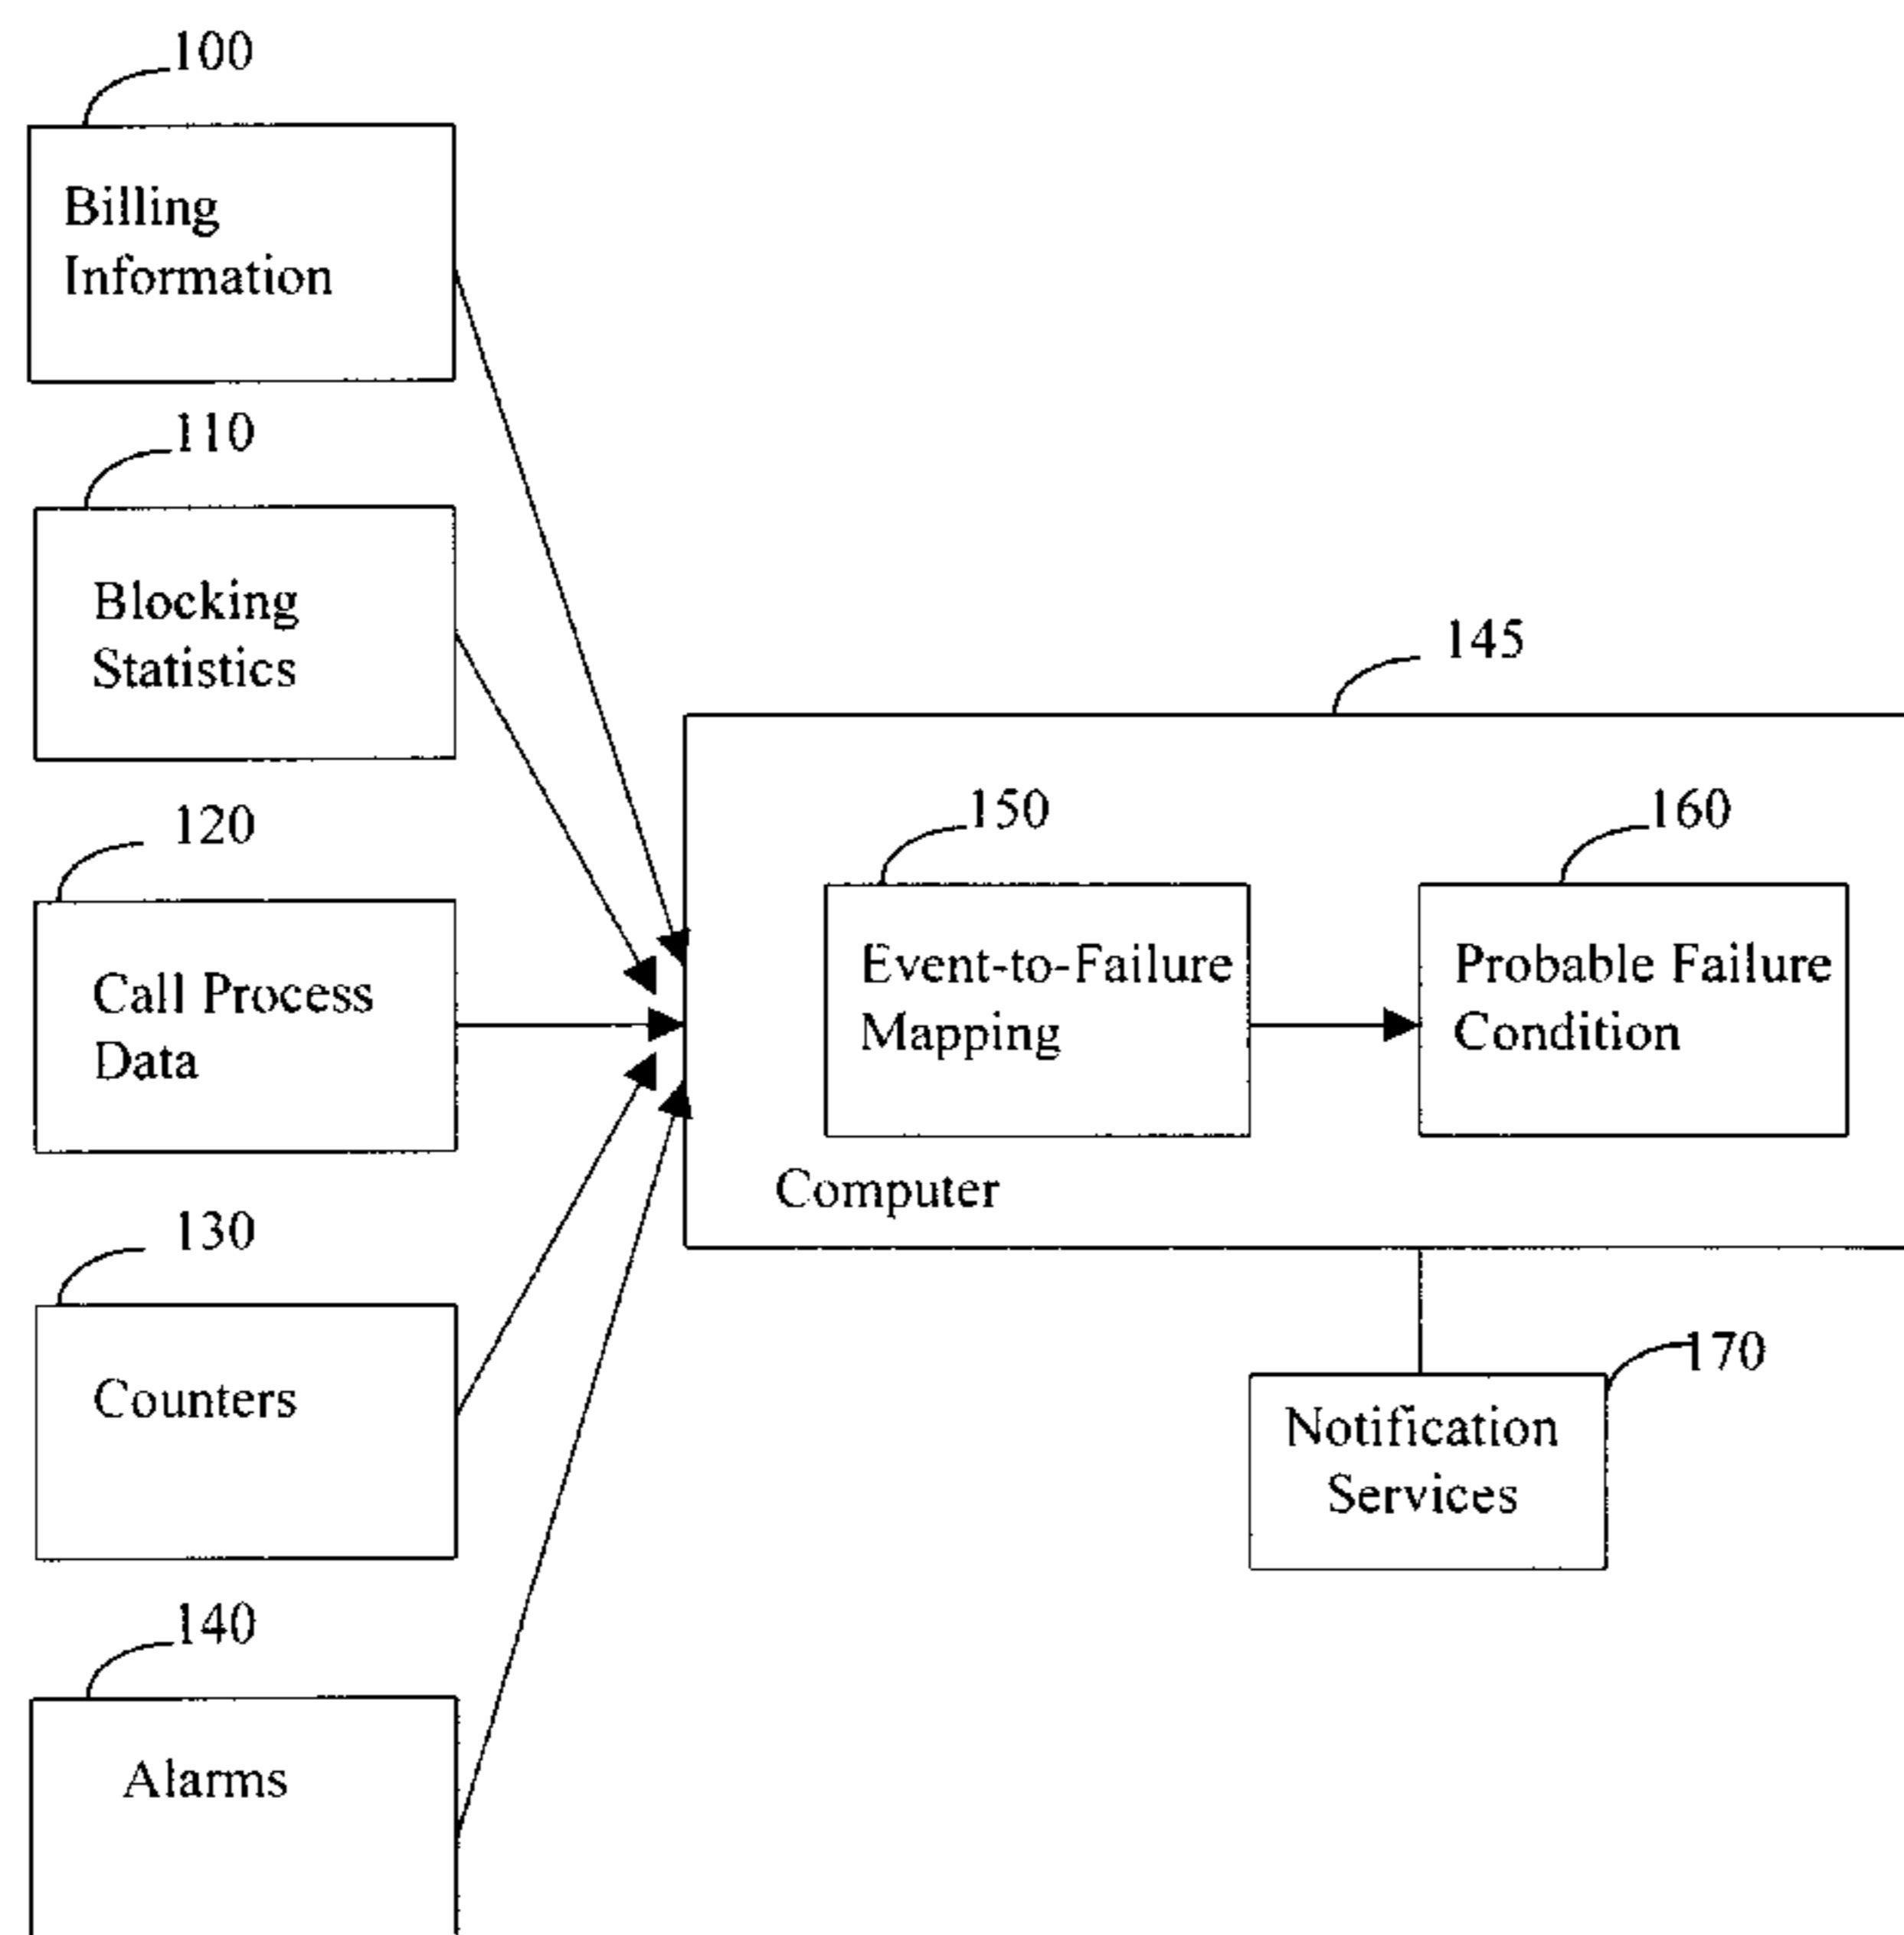 100
Billing
Information
110
Blocking
Statistics
145
120
150
160
Call Process
Data
Event-to-Failure
Mapping
Probable Failure
Condition
Computer
130
Counters
170
Notification
Services
140
Alarms